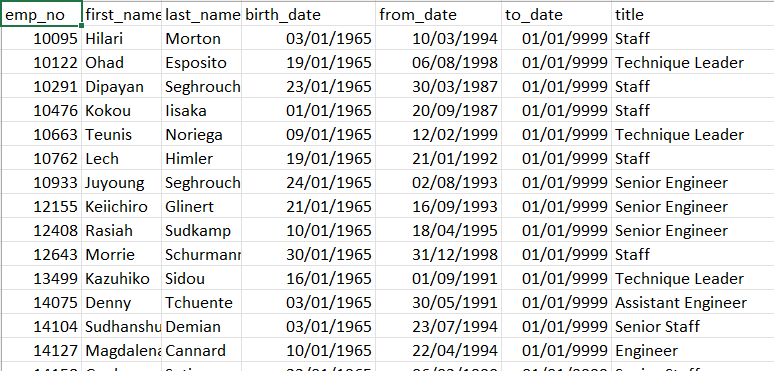 emp_no first_name last_name birth_date from_date to_date title
10095 Hilari Morton 03/01/1965 10/03/1994 01/01/9999 Staff
10122 Ohad Esposito 19/01/1965 06/08/1998 01/01/9999 Technique Leader
10291 Dipayan Seghrouch 23/01/1965 30/03/1987 01/01/9999 Staff
10476 Kokou Iisaka 01/01/1965 20/09/1987 01/01/9999 Staff
10663 Teunis Noriega 09/01/1965 12/02/1999 01/01/9999 Technique Leader
10762 Lech Himler 19/01/1965 21/01/1992 01/01/9999 Staff
10933 Juyoung Seghrouch 24/01/1965 02/08/1993 01/01/9999 Senior Engineer
12155 Keiichiro Glinert 21/01/1965 16/09/1993 01/01/9999 Senior Engineer
12408 Rasiah Sudkamp 10/01/1965 18/04/1995 01/01/9999 Senior Engineer
12643 Morrie Schurmann 30/01/1965 31/12/1998 01/01/9999 Staff
13499 Kazuhiko Sidou 16/01/1965 01/09/1991 01/01/9999 Technique Leader
14075 Denny Tchuente 03/01/1965 30/05/1991 01/01/9999 Assistant Engineer
14104 Sudhanshu Demian 03/01/1965 23/07/1994 01/01/9999 Senior Staff
14127 Magdalena Cannard 10/01/1965 22/04/1994 01/01/9999 Engineer